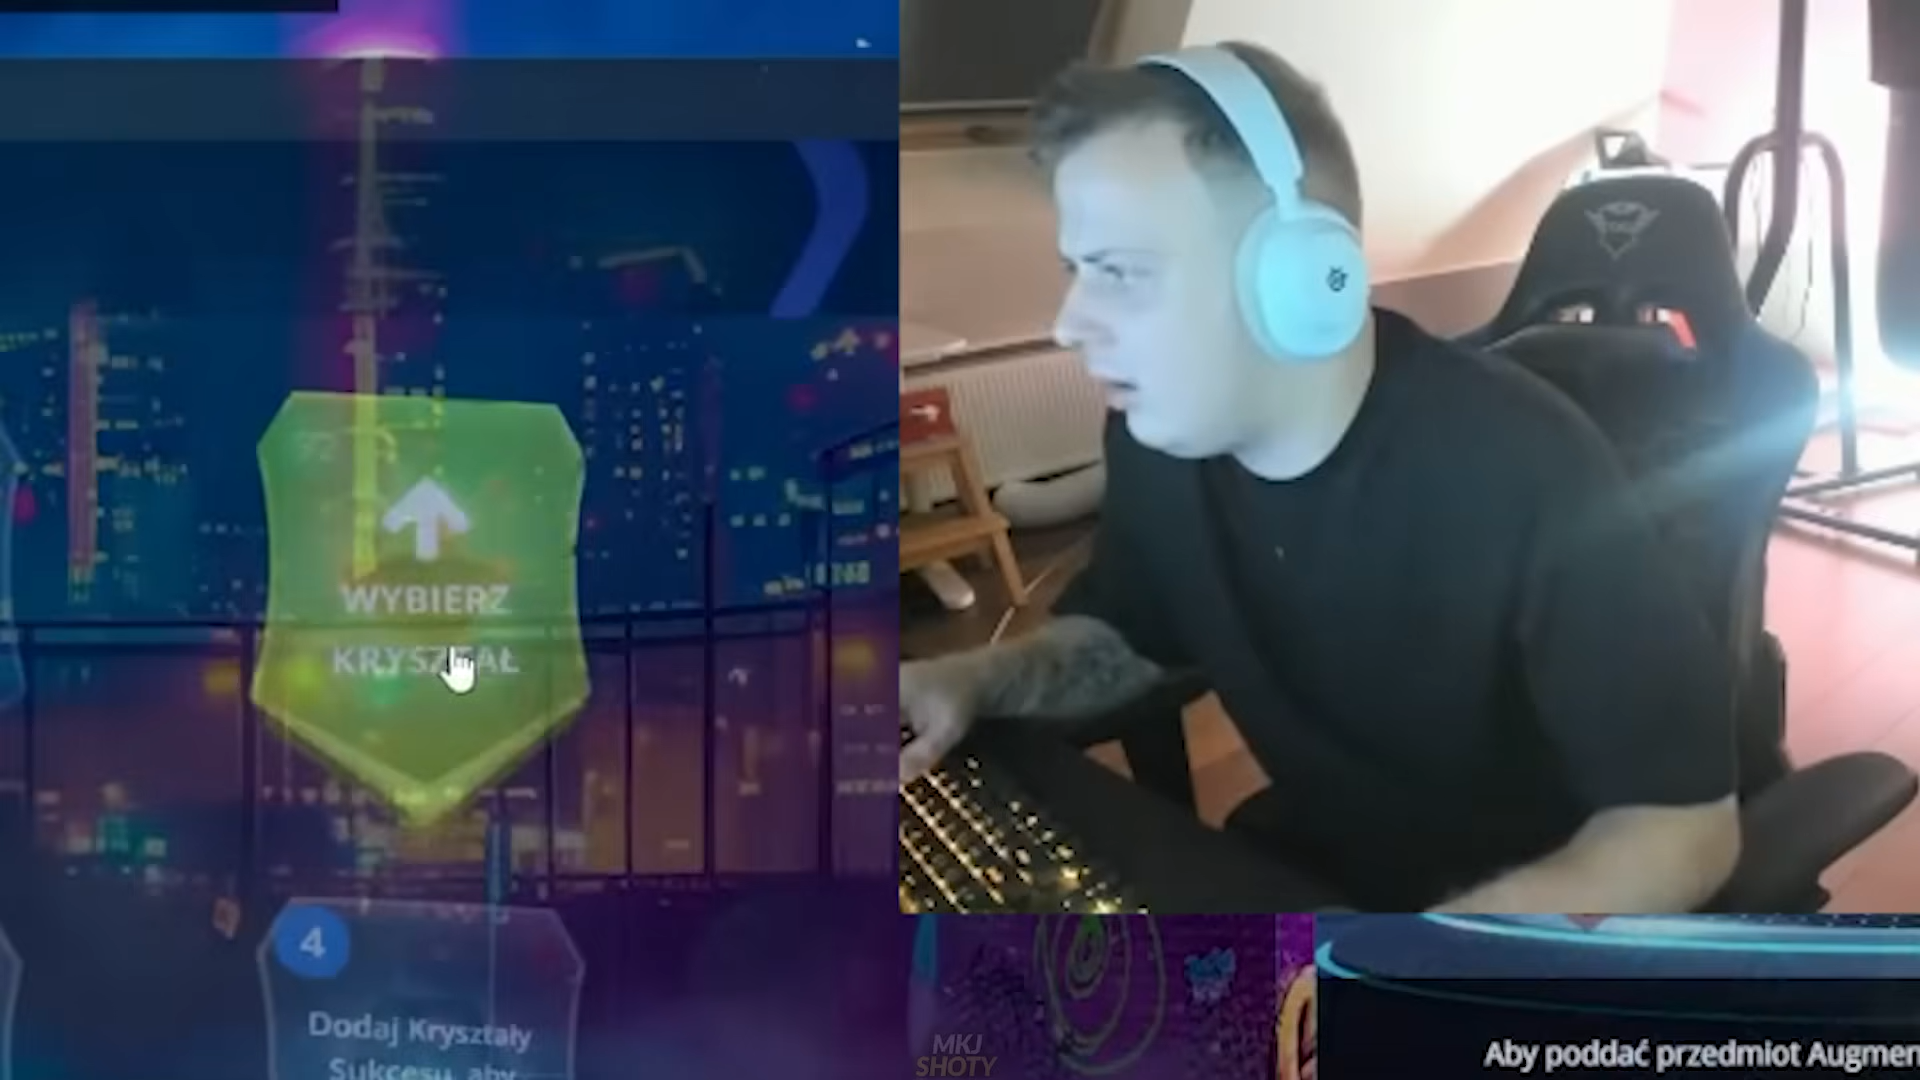 WYBIERZ
KRYSZTAŁ
4
Dodaj Kryształy
Sukcesu, aby
MKJ
SHOTY
Aby poddać przedmiot Augmen